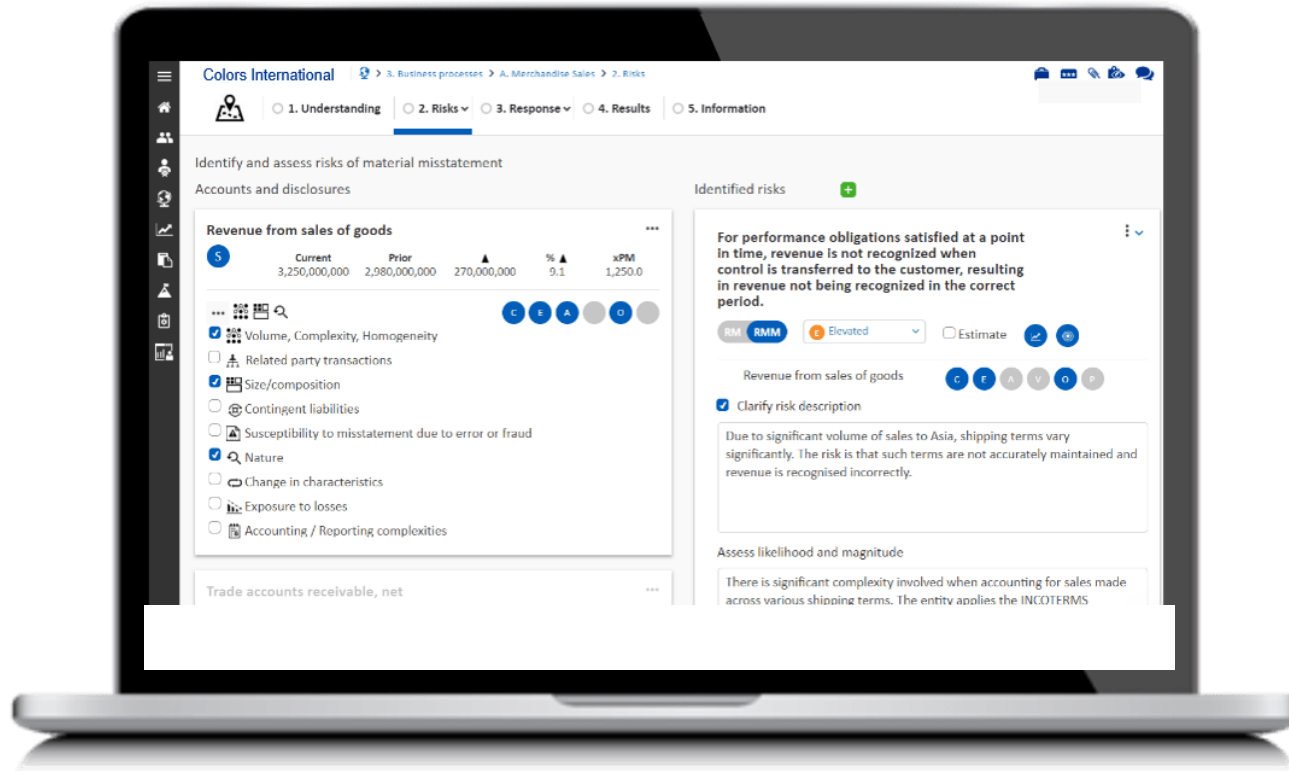 Colors International > 3. Business processes > A. Merchandise Sales > 2. Risks
1. Understanding 2. Risks 3. Response 4. Results 5. Information
Identify and assess risks of material misstatement
Accounts and disclosures
Revenue from sales of goods
S
Current Prior ▲ % ▲ xPM
3,250,000,000 2,980,000,000 270,000,000 9.1 1,250.0
C E A O
Volume, Complexity, Homogeneity
Related party transactions
Size/composition
Contingent liabilities
Susceptibility to misstatement due to error or fraud
Nature
Change in characteristics
Exposure to losses
Accounting / Reporting complexities
Trade accounts receivable, net
Identified risks
For performance obligations satisfied at a point
in time, revenue is not recognized when
control is transferred to the customer, resulting
in revenue not being recognized in the correct
period.
RM RMM E Elevated Estimate
Revenue from sales of goods C E A V O P
Clarify risk description
Due to significant volume of sales to Asia, shipping terms vary
significantly. The risk is that such terms are not accurately maintained and
revenue is recognised incorrectly.
Assess likelihood and magnitude
There is significant complexity involved when accounting for sales made
across various shipping terms. The entity applies the INCOTERMS